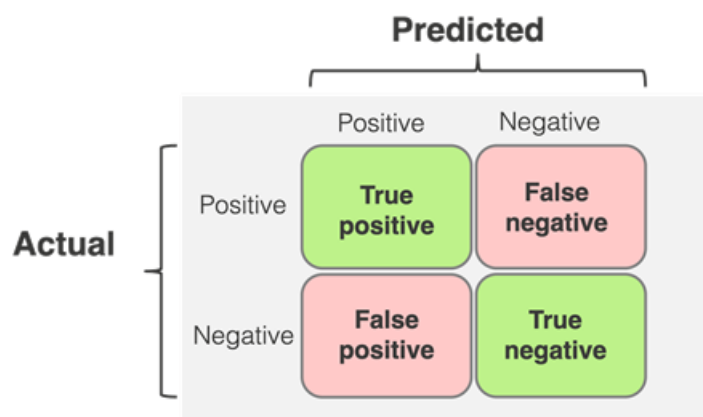 Predicted
Positive
Negative
Positive
True
positive
False
negative
Actual
Negative
False
positive
True
negative